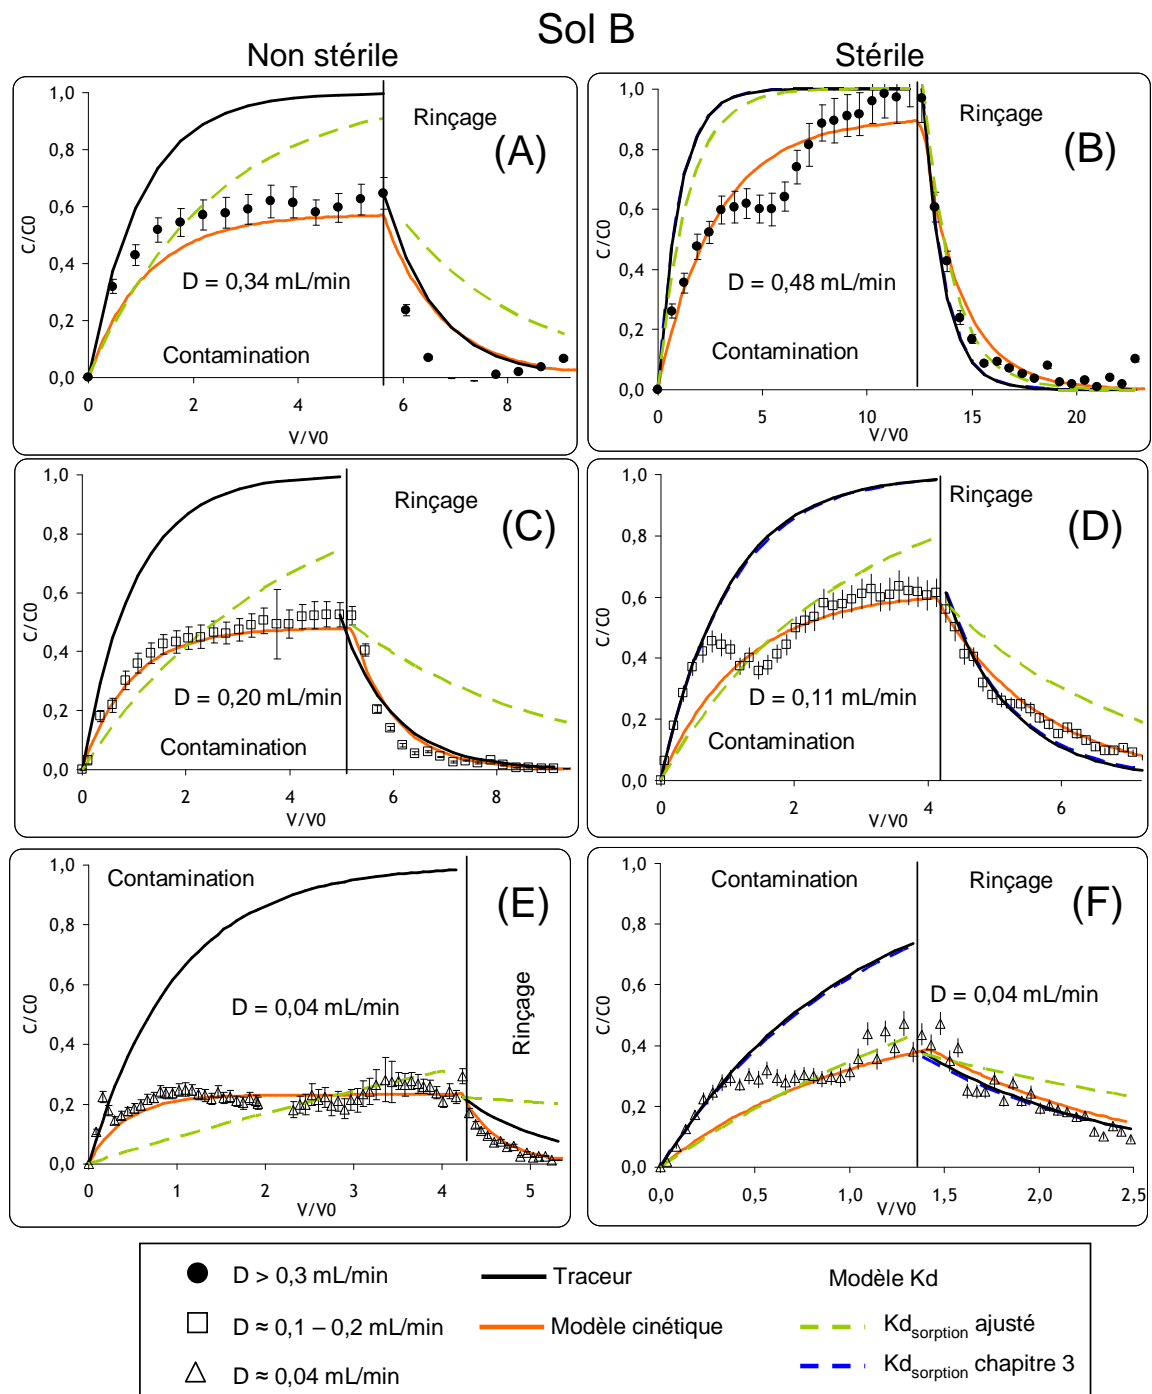 Sol B
Non stérile
Stérile
1,0
0,8
0,6
0,4
0,2
0,0
C/C0
0 2 4 6 8
V/V0
Rinçage
(A)
D = 0,34 mL/min
Contamination
1,0
0,8
0,6
0,4
0,2
0,0
C/C0
0 5 10 15 20
V/V0
Rinçage
(B)
D = 0,48 mL/min
Contamination
1,0
0,8
0,6
0,4
0,2
0,0
C/C0
0 2 4 6 8
V/V0
Rinçage
(C)
D = 0,20 mL/min
Contamination
1,0
0,8
0,6
0,4
0,2
0,0
C/C0
0 2 4 6
V/V0
Rinçage
(D)
D = 0,11 mL/min
Contamination
1,0
0,8
0,6
0,4
0,2
0,0
C/C0
0 1 2 3 4 5
V/V0
Contamination
(E)
D = 0,04 mL/min
Rinçage
1,0
0,8
0,6
0,4
0,2
0,0
C/C0
0,0 0,5 1,0 1,5 2,0 2,5
V/V0
Contamination
Rinçage
(F)
D = 0,04 mL/min
D > 0,3 mL/min
D ≈ 0,1 – 0,2 mL/min
D ≈ 0,04 mL/min
Traceur
Modèle cinétique
Modèle Kd
Kdsorption ajusté
Kdsorption chapitre 3